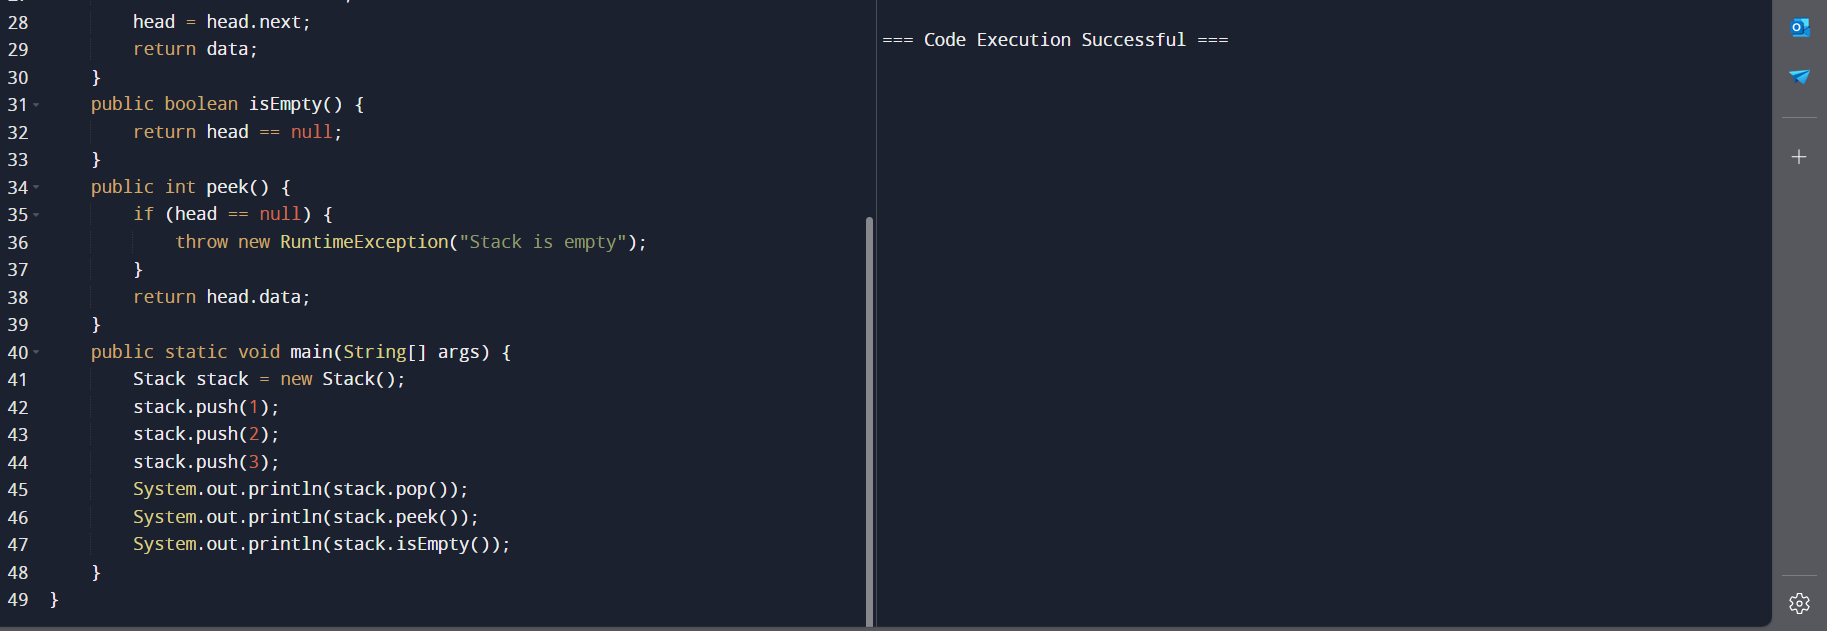 28 head = head.next;
29 return data;
30 }
31 public boolean isEmpty() {
32 return head == null;
33 }
34 public int peek() {
35 if (head == null) {
36 throw new RuntimeException("Stack is empty");
37 }
38 return head.data;
39 }
40 public static void main(String[] args) {
41 Stack stack = new Stack();
42 stack.push(1);
43 stack.push(2);
44 stack.push(3);
45 System.out.println(stack.pop());
46 System.out.println(stack.peek());
47 System.out.println(stack.isEmpty());
48 }
49 }
=== Code Execution Successful ===